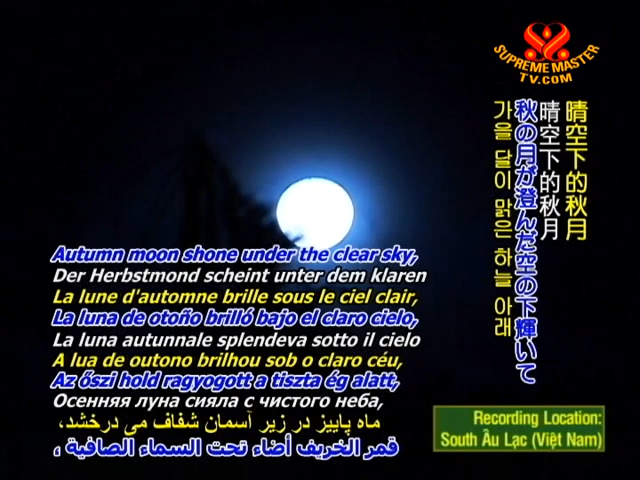 SUPREME MASTER
TV.COM
晴空下的秋月
晴空下的秋月
秋の月が澄んだ空の下輝いて
가을 달이 맑은 하늘 아래
Autumn moon shone under the clear sky,
Der Herbstmond scheint unter dem klaren
La lune d'automne brille sous le ciel clair,
La luna de otoño brilló bajo el claro cielo,
La luna autunnale splendeva sotto il cielo
A lua de outono brilhou sob o claro céu,
Az őszi hold ragyogott a tiszta ég alatt,
Осенняя луна сияла с чистого неба,
ماه پاییز در زیر آسمان شفاف می درخشد،
قمر الخريف أضاء تحت السماء الصافية ،
Recording Location:
South Âu Lạc (Việt Nam)